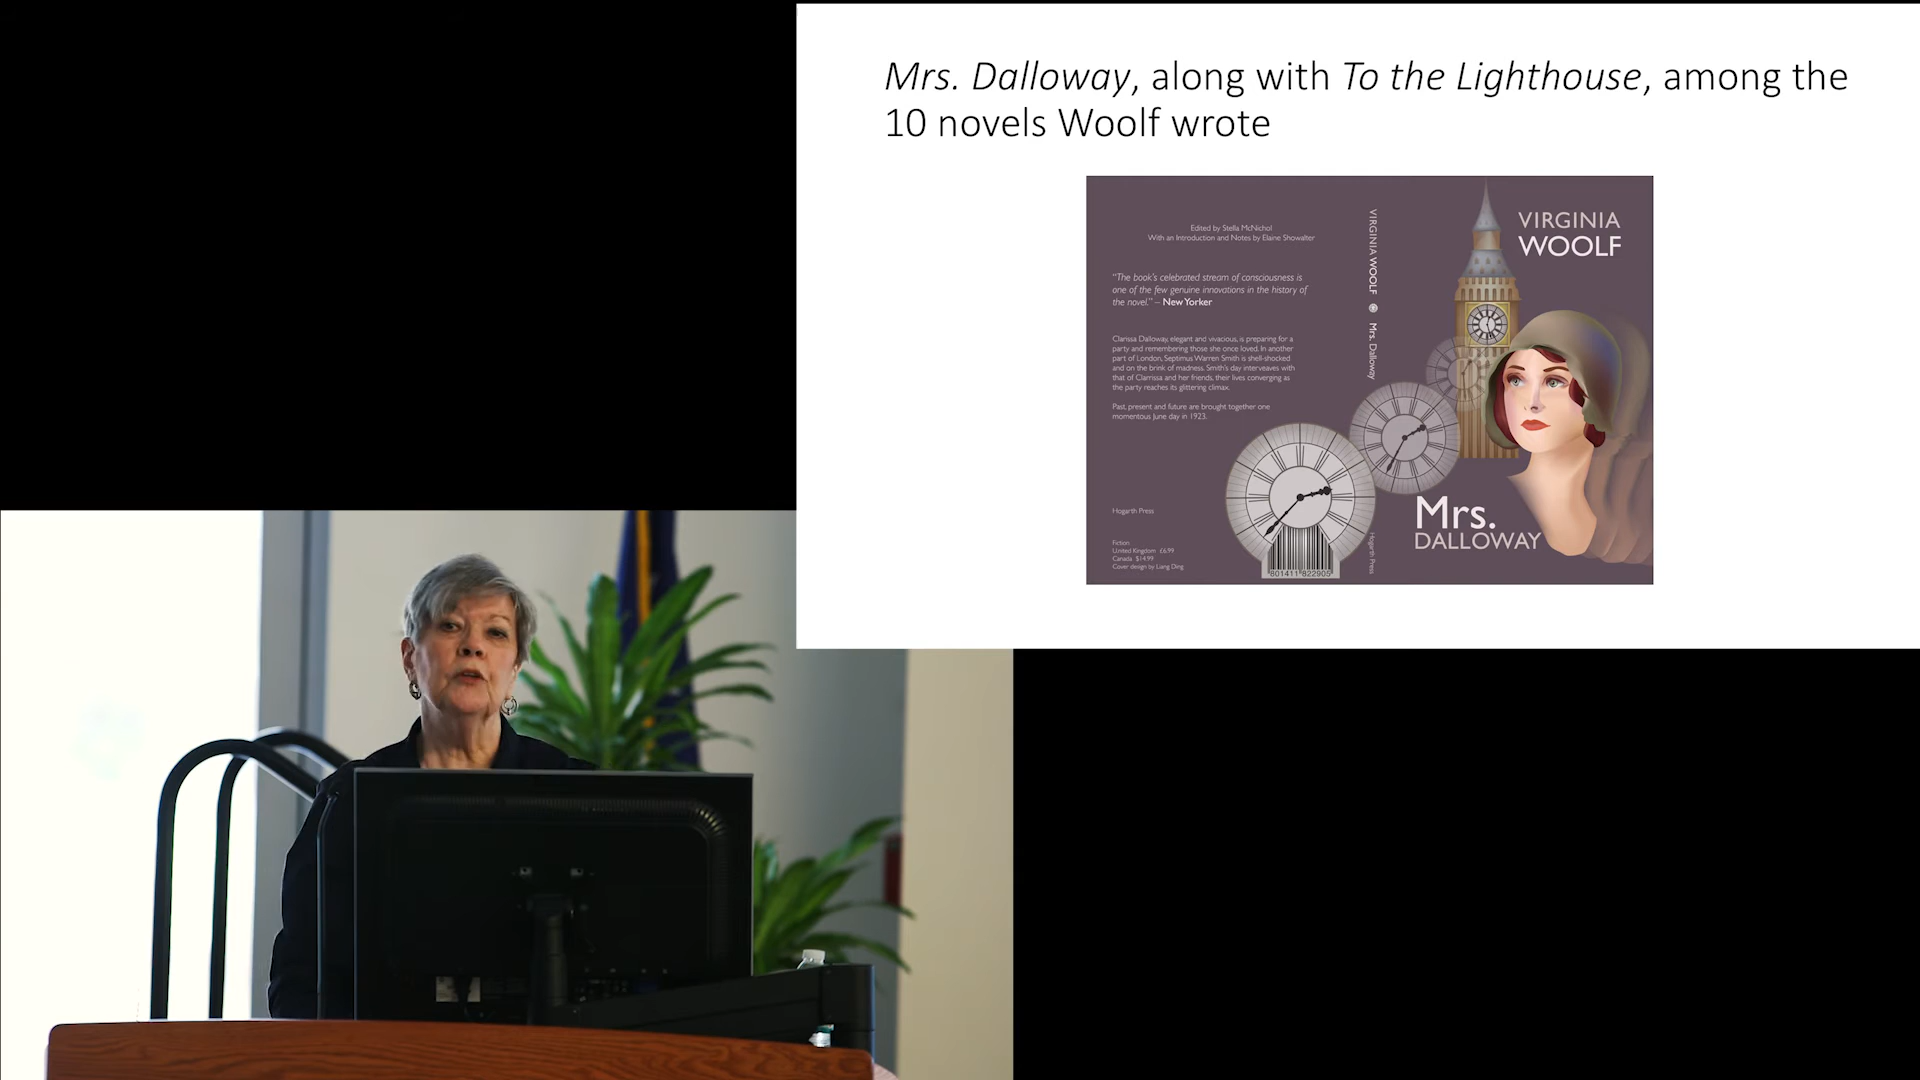 Mrs. Dalloway, along with To the Lighthouse, among the
10 novels Woolf wrote
Edited by Stella McNichol
With an Introduction and Notes by Elaine Showalter
"The book's celebrated stream of consciousness is
one of the few genuine innovations in the history of
the novel." – New Yorker
Clarissa Dalloway, elegant and vivacious, is preparing for a
party and remembering those she once loved. In another
part of London, Septimus Warren Smith is shell-shocked
and on the brink of madness. Smith's day interweaves with
that of Clarrissa and her friends, their lives converging as
the party reaches its glittering climax.
Past, present and future are brought together one
momentous June day in 1923.
Hogarth Press
Fiction
United Kingdom £6.99
Canada $14.99
Cover design by Liang Ding
801411 822905
VIRGINIA WOOLF Mrs. Dalloway
Hogarth Press
VIRGINIA
WOOLF
Mrs.
DALLOWAY